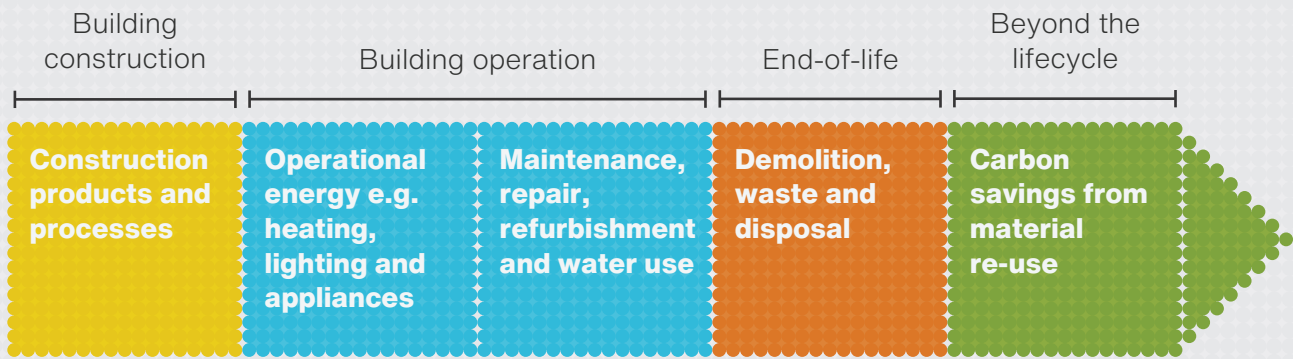 Building
construction
Building operation
End-of-life
Beyond the
lifecycle
Construction
products and
processes
Operational
energy e.g.
heating,
lighting and
appliances
Maintenance,
repair,
refurbishment
and water use
Demolition,
waste and
disposal
Carbon
savings from
material
re-use